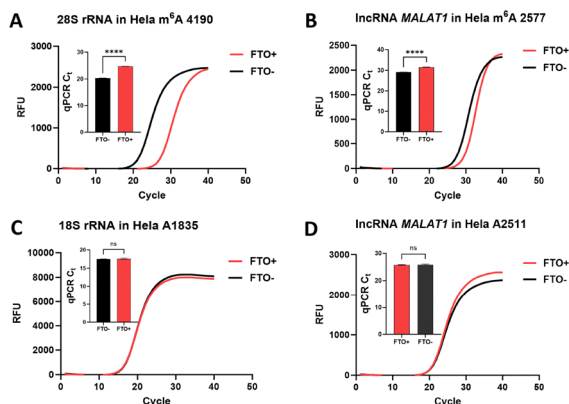 A
28S rRNA in Hela m⁶A 4190
3000
2000
1000
0
RFU
0 10 20 30 40 50
Cycle
FTO+
FTO-
30
20
10
0
qPCR Cₜ
****
FTO- FTO+
B
lncRNA MALAT1 in Hela m⁶A 2577
2500
2000
1500
1000
500
0
RFU
0 10 20 30 40 50
Cycle
FTO+
FTO-
40
30
20
10
0
qPCR Cₜ
****
FTO- FTO+
C
18S rRNA in Hela A1835
10000
8000
6000
4000
2000
0
RFU
0 10 20 30 40 50
Cycle
FTO+
FTO-
20
15
10
5
0
qPCR Cₜ
ns
FTO- FTO+
D
lncRNA MALAT1 in Hela A2511
3000
2000
1000
0
RFU
0 10 20 30 40 50
Cycle
FTO+
FTO-
30
20
10
0
qPCR Cₜ
ns
FTO+ FTO-